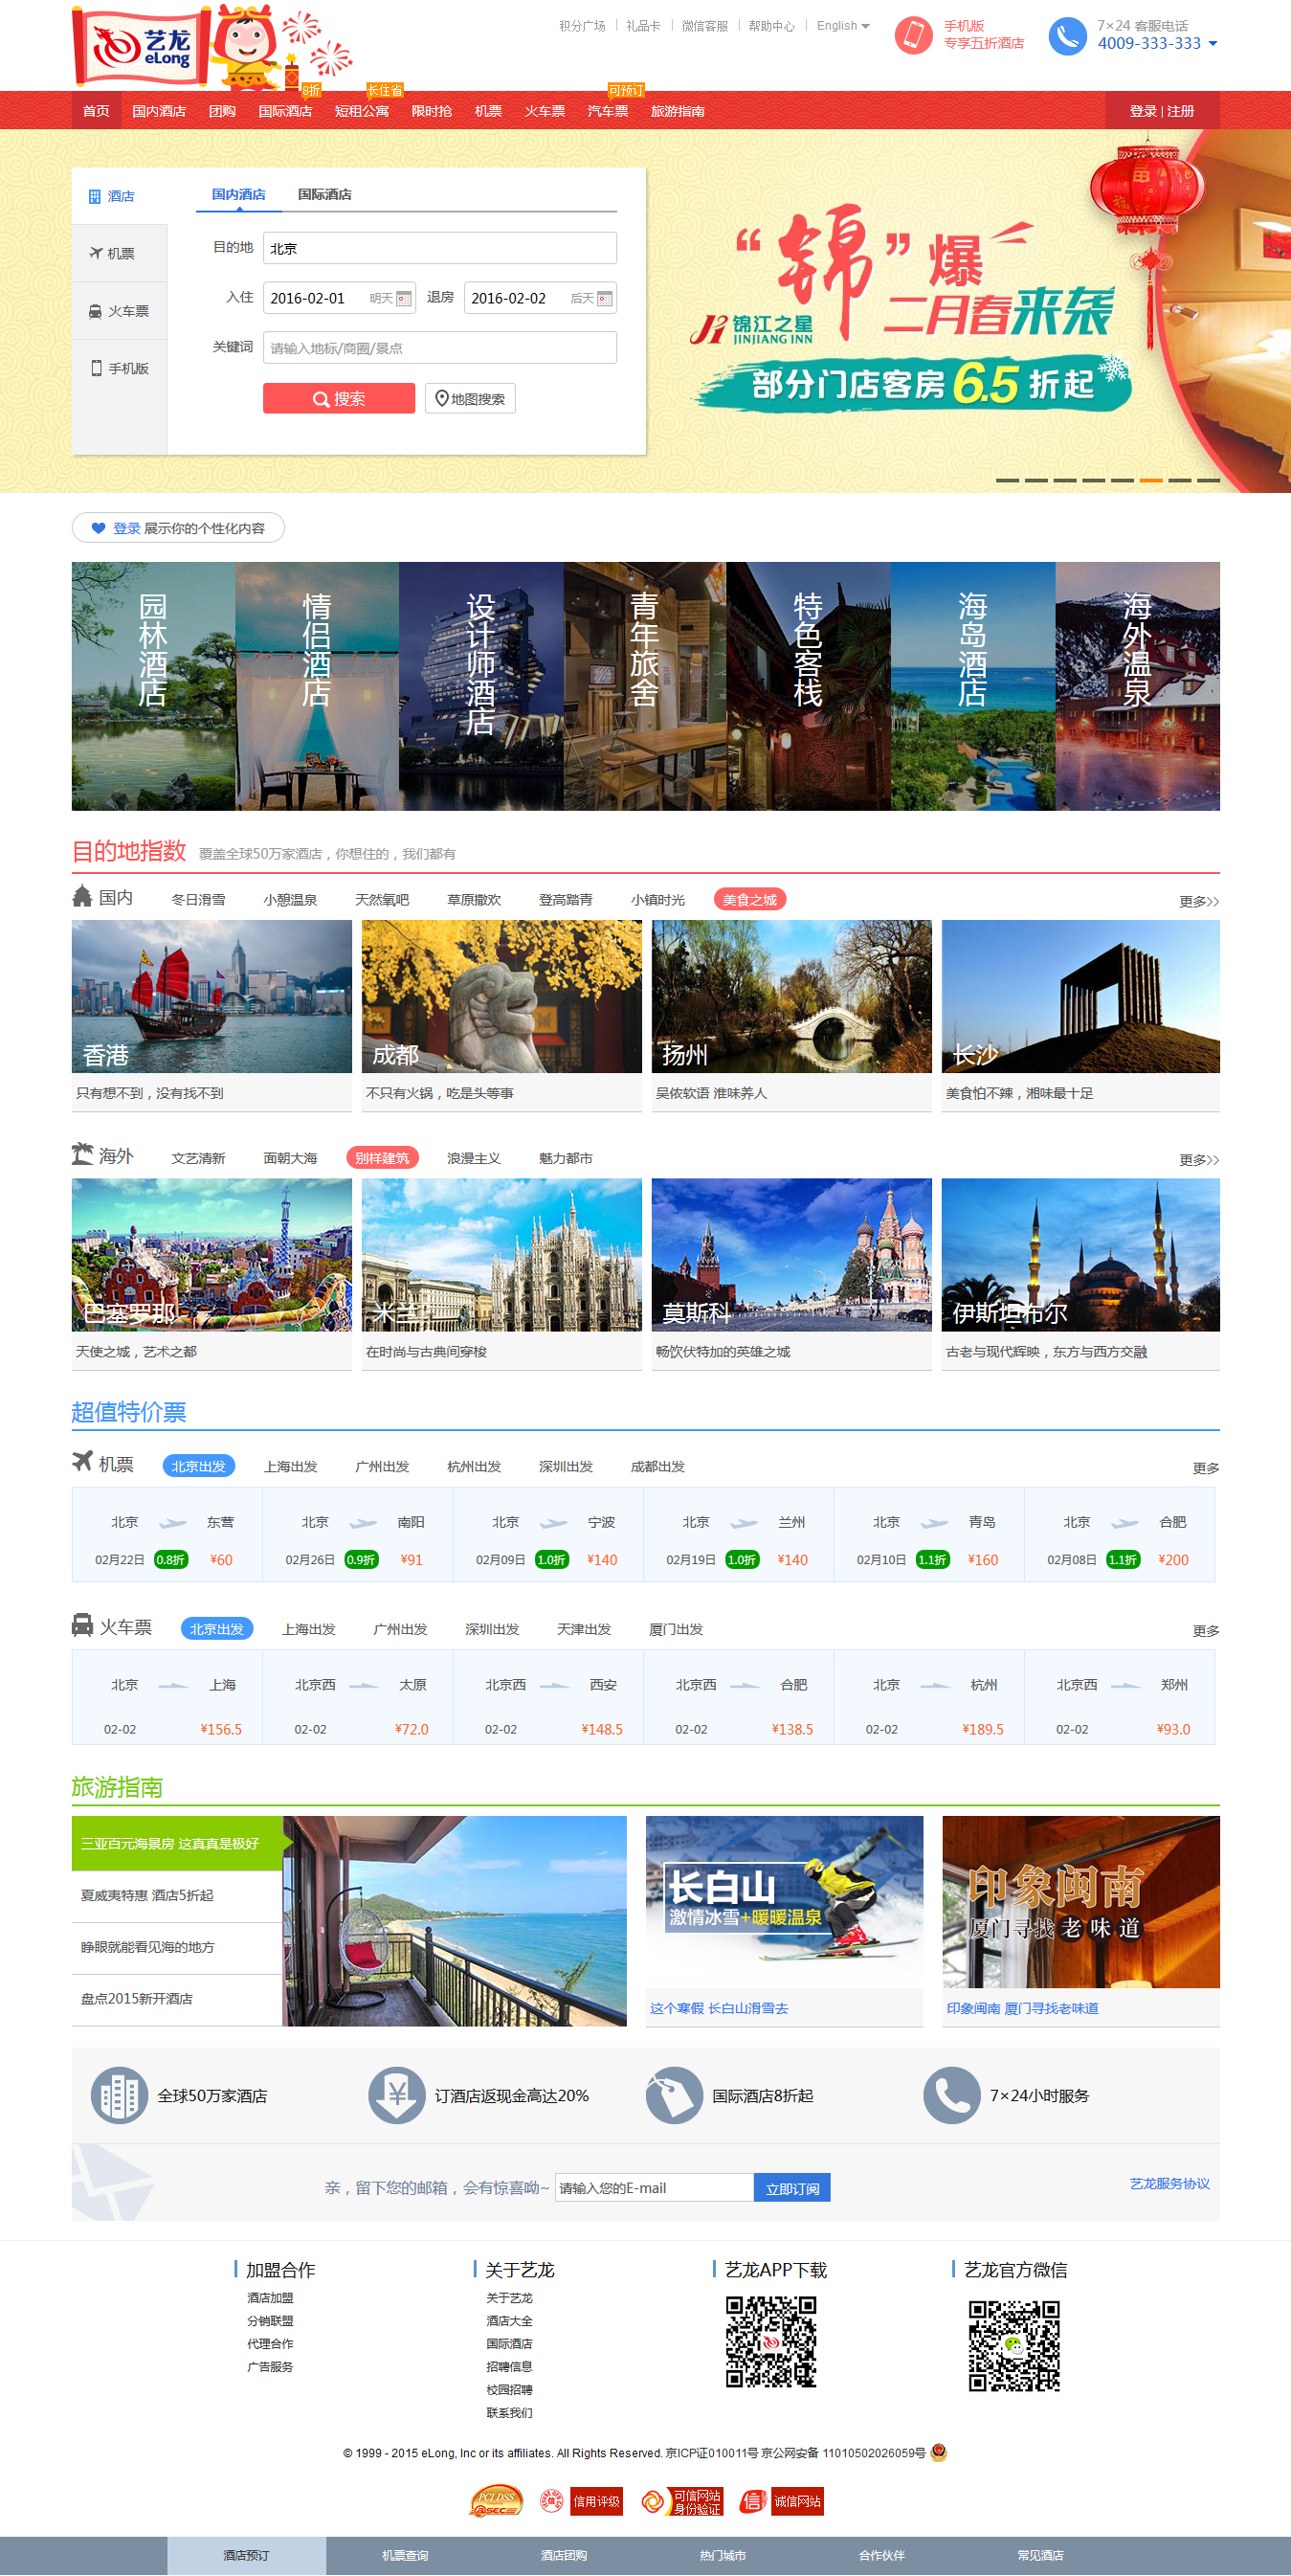 艺龙
eLong
积分广场 礼品卡 微信客服 帮助中心 English
手机版
专享五折酒店
7×24 客服电话
4009-333-333
8折 长住省 可预订
首页 国内酒店 团购 国际酒店 短租公寓 限时抢 机票 火车票 汽车票 旅游指南 登录 | 注册
酒店
机票
火车票
手机版
国内酒店 国际酒店
目的地 北京
入住 2016-02-01 明天 退房 2016-02-02 后天
关键词 请输入地标/商圈/景点
搜索 地图搜索
“锦”爆
二月春来袭
锦江之星
JINJIANG INN
部分门店客房6.5折起
登录 展示你的个性化内容
园林酒店
情侣酒店
设计师酒店
青年旅舍
特色客栈
海岛酒店
海外温泉
目的地指数 覆盖全球50万家酒店，你想住的，我们都有
国内 冬日滑雪 小憩温泉 天然氧吧 草原撒欢 登高踏青 小镇时光 美食之城 更多>>
香港 成都 扬州 长沙
只有想不到，没有找不到 不只有火锅，吃是头等事 吴侬软语 淮味养人 美食怕不辣，湘味最十足
海外 文艺清新 面朝大海 别样建筑 浪漫主义 魅力都市 更多>>
巴塞罗那 米兰 莫斯科 伊斯坦布尔
天使之城，艺术之都 在时尚与古典间穿梭 畅饮伏特加的英雄之城 古老与现代辉映，东方与西方交融
超值特价票
机票 北京出发 上海出发 广州出发 杭州出发 深圳出发 成都出发 更多
北京 东营 北京 南阳 北京 宁波 北京 兰州 北京 青岛 北京 合肥
02月22日 0.8折 ¥60 02月26日 0.9折 ¥91 02月09日 1.0折 ¥140 02月19日 1.0折 ¥140 02月10日 1.1折 ¥160 02月08日 1.1折 ¥200
火车票 北京出发 上海出发 广州出发 深圳出发 天津出发 厦门出发 更多
北京 上海 北京西 太原 北京西 西安 北京西 合肥 北京 杭州 北京西 郑州
02-02 ¥156.5 02-02 ¥72.0 02-02 ¥148.5 02-02 ¥138.5 02-02 ¥189.5 02-02 ¥93.0
旅游指南
三亚百元海景房 这真真是极好
夏威夷特惠 酒店5折起
睁眼就能看见海的地方
盘点2015新开酒店
长白山
激情冰雪+暖暖温泉
这个寒假 长白山滑雪去
印象闽南
厦门寻找老味道
印象闽南 厦门寻找老味道
全球50万家酒店 订酒店返现金高达20% 国际酒店8折起 7×24小时服务
亲，留下您的邮箱，会有惊喜呦~ 请输入您的E-mail 立即订阅 艺龙服务协议
加盟合作
酒店加盟
分销联盟
代理合作
广告服务
关于艺龙
关于艺龙
酒店大全
国际酒店
招聘信息
校园招聘
联系我们
艺龙APP下载
艺龙官方微信
© 1999 - 2015 eLong, Inc or its affiliates. All Rights Reserved. 京ICP证010011号 京公网安备 11010502026059号
PCI.DSS
@SEC
信用评级
可信网站
身份验证
诚信网站
酒店预订 机票查询 酒店团购 热门城市 合作伙伴 常见酒店